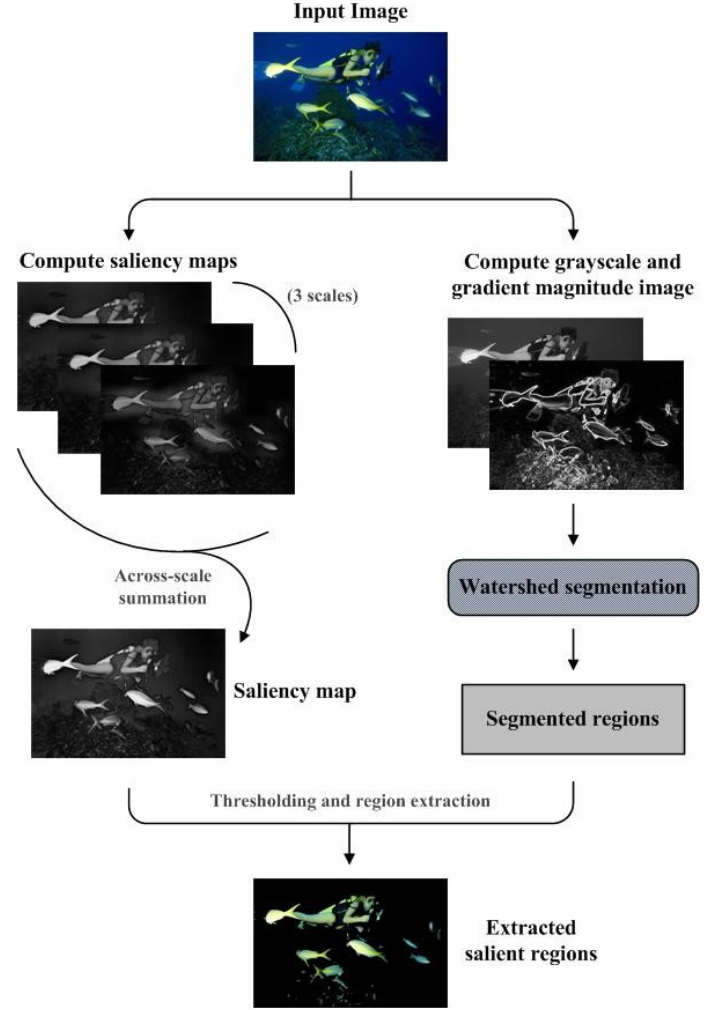 Input Image
Compute saliency maps
(3 scales)
Compute grayscale and
gradient magnitude image
Across-scale
summation
Saliency map
Watershed segmentation
Segmented regions
Thresholding and region extraction
Extracted
salient regions